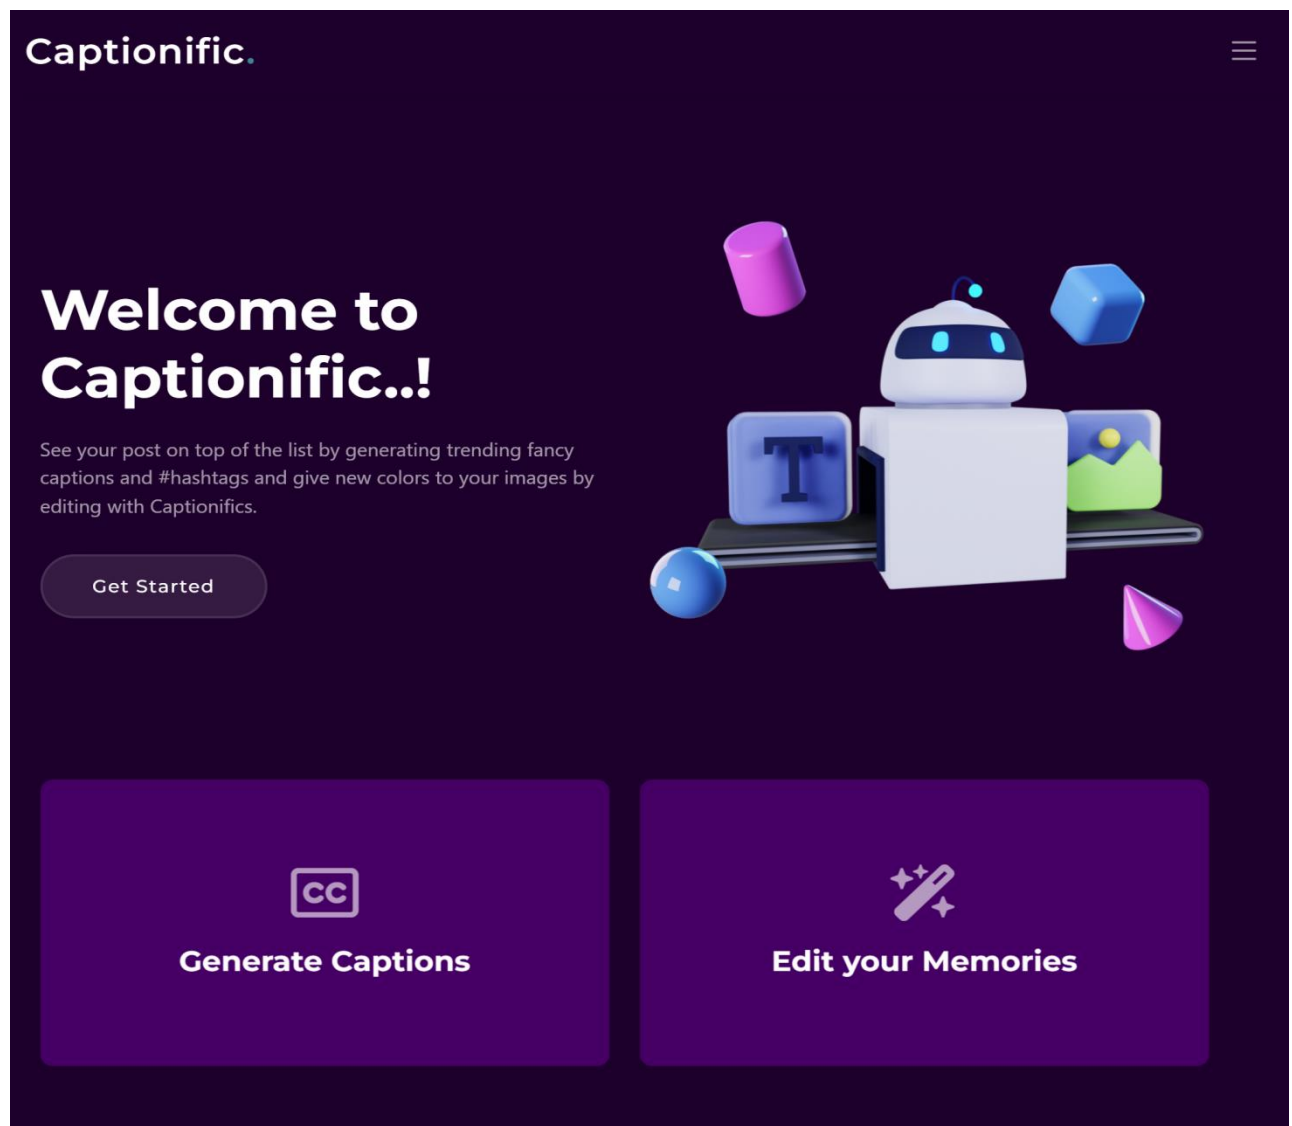 Captionific.
Welcome to
Captionific..!
See your post on top of the list by generating trending fancy
captions and #hashtags and give new colors to your images by
editing with Captionifics.
Get Started
T
CC
Generate Captions
Edit your Memories